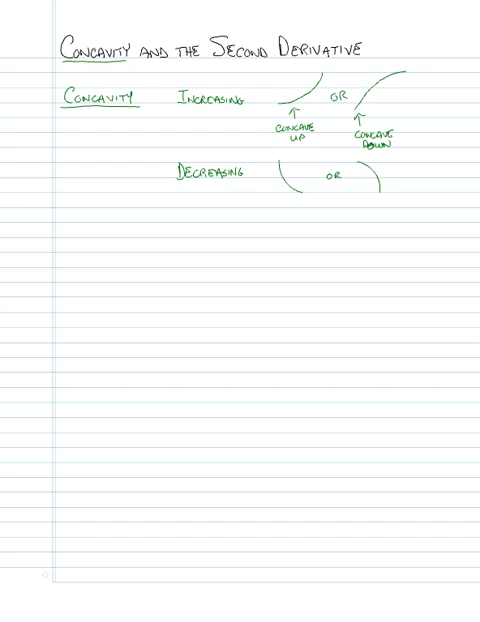 CONCAVITY AND THE SECOND DERIVATIVE
CONCAVITY INCREASING OR
CONCAVE UP
CONCAVE DOWN
DECREASING OR